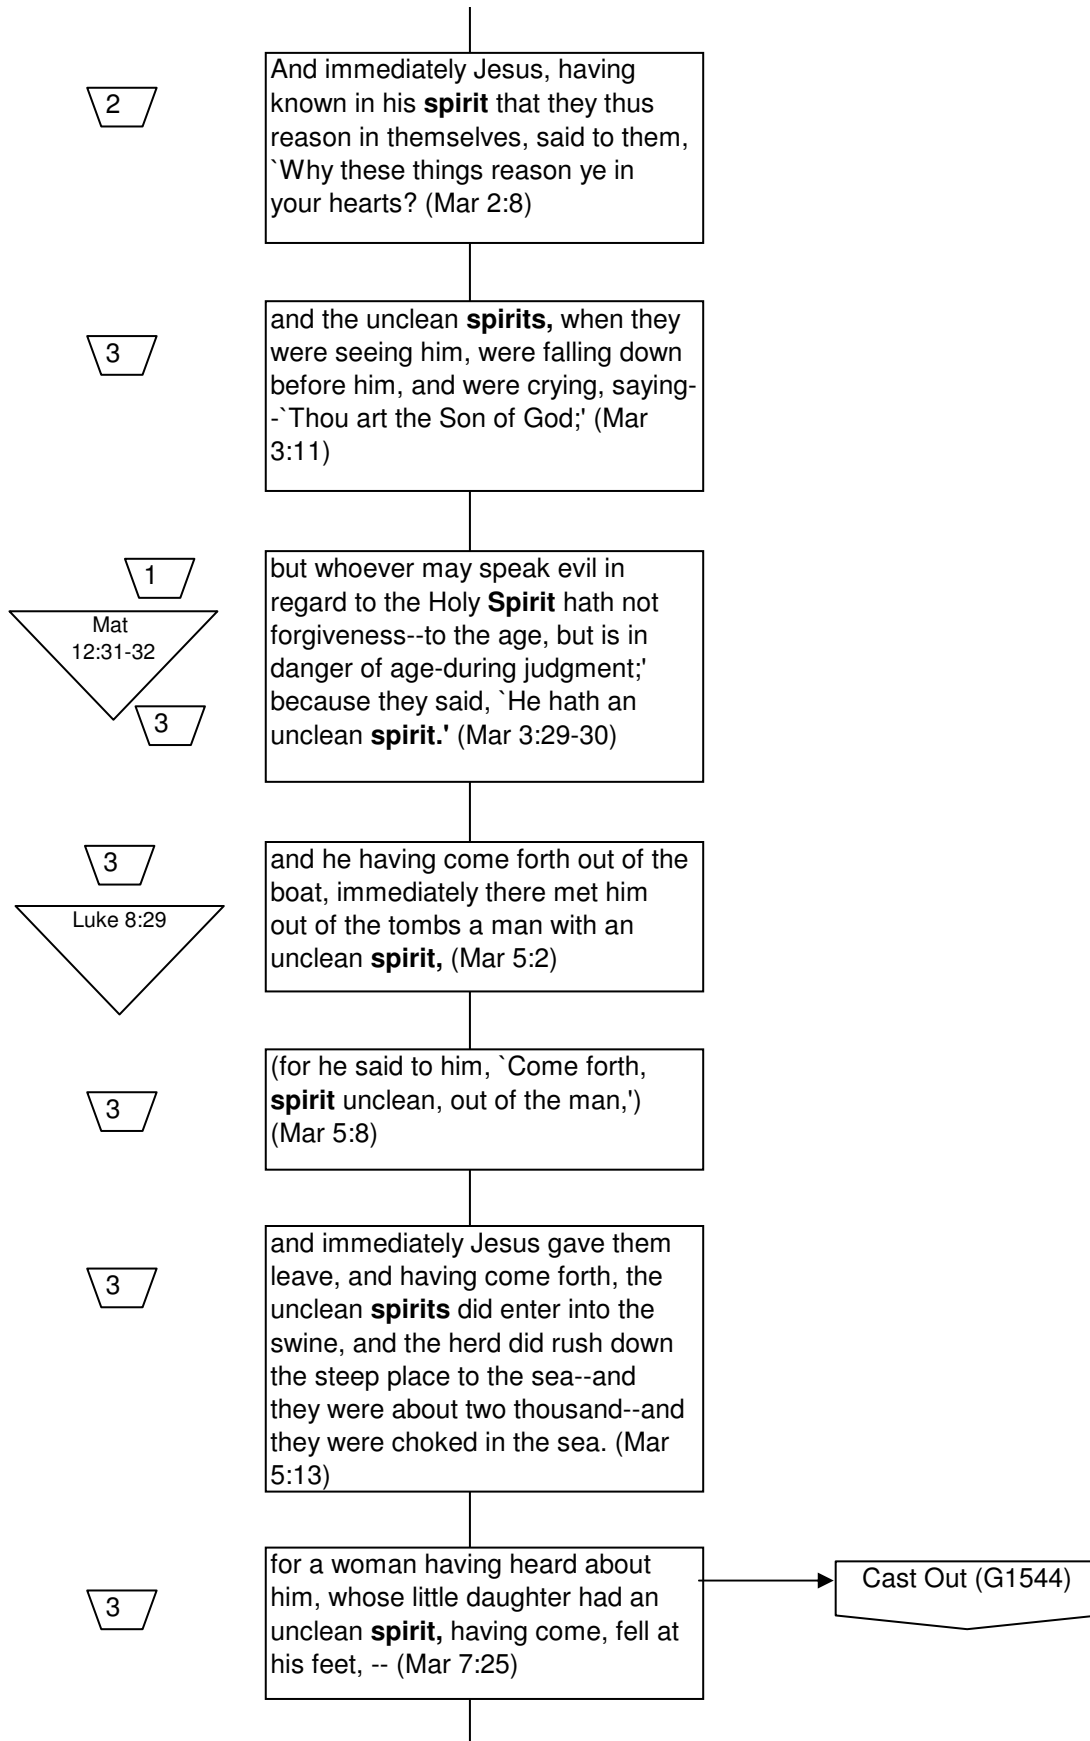 2
And immediately Jesus, having
known in his spirit that they thus
reason in themselves, said to them,
`Why these things reason ye in
your hearts? (Mar 2:8)
3
and the unclean spirits, when they
were seeing him, were falling down
before him, and were crying, saying-
-`Thou art the Son of God;' (Mar
3:11)
1
Mat
12:31-32
3
but whoever may speak evil in
regard to the Holy Spirit hath not
forgiveness--to the age, but is in
danger of age-during judgment;'
because they said, `He hath an
unclean spirit.' (Mar 3:29-30)
3
Luke 8:29
and he having come forth out of the
boat, immediately there met him
out of the tombs a man with an
unclean spirit, (Mar 5:2)
3
(for he said to him, `Come forth,
spirit unclean, out of the man,')
(Mar 5:8)
3
and immediately Jesus gave them
leave, and having come forth, the
unclean spirits did enter into the
swine, and the herd did rush down
the steep place to the sea--and
they were about two thousand--and
they were choked in the sea. (Mar
5:13)
3
for a woman having heard about
him, whose little daughter had an
unclean spirit, having come, fell at
his feet, -- (Mar 7:25)
Cast Out (G1544)